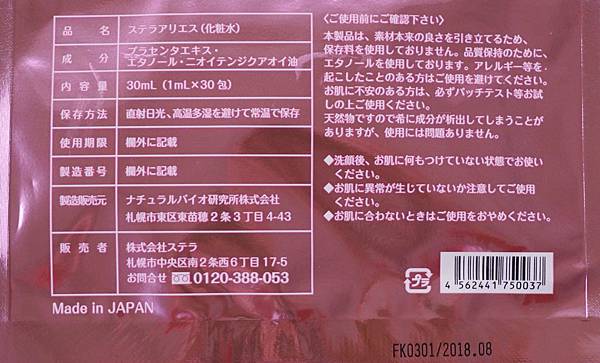 品名 ステラアリエス(化粧水)
成分 プラセンタエキス・
エタノール・ニオイテンジクアオイ油
内容量 30mL(1mL×30包)
保存方法 直射日光、高温多湿を避けて常温で保存
使用期限 欄外に記載
製造番号 欄外に記載
製造販売元 ナチュラルバイオ研究所株式会社
札幌市東区東苗穂2条3丁目4-43
販売者 株式会社ステラ
札幌市中央区南2条西6丁目17-5
お問合せ 0120-388-053
Made in JAPAN
〈ご使用前にご確認下さい〉
本製品は、素材本来の良さを引き立てるため、
保存料を使用しておりません。品質保持のために、
エタノールを使用しています。アレルギー等を
起こしたことのある方はご使用を避けてください。
お肌に不安のある方は、必ずパッチテスト等お試
しの上ご使用ください。
天然物ですので希に成分が析出してしまうことが
ありますが、使用には問題ありません。
◆洗顔後、お肌に何もつけていない状態でお使い
ください。
◆お肌に異常が生じていないか注意してご使用
ください。
◆お肌に合わないときはご使用をおやめください。
プラ
4 562441 750037
FK0301/2018.08